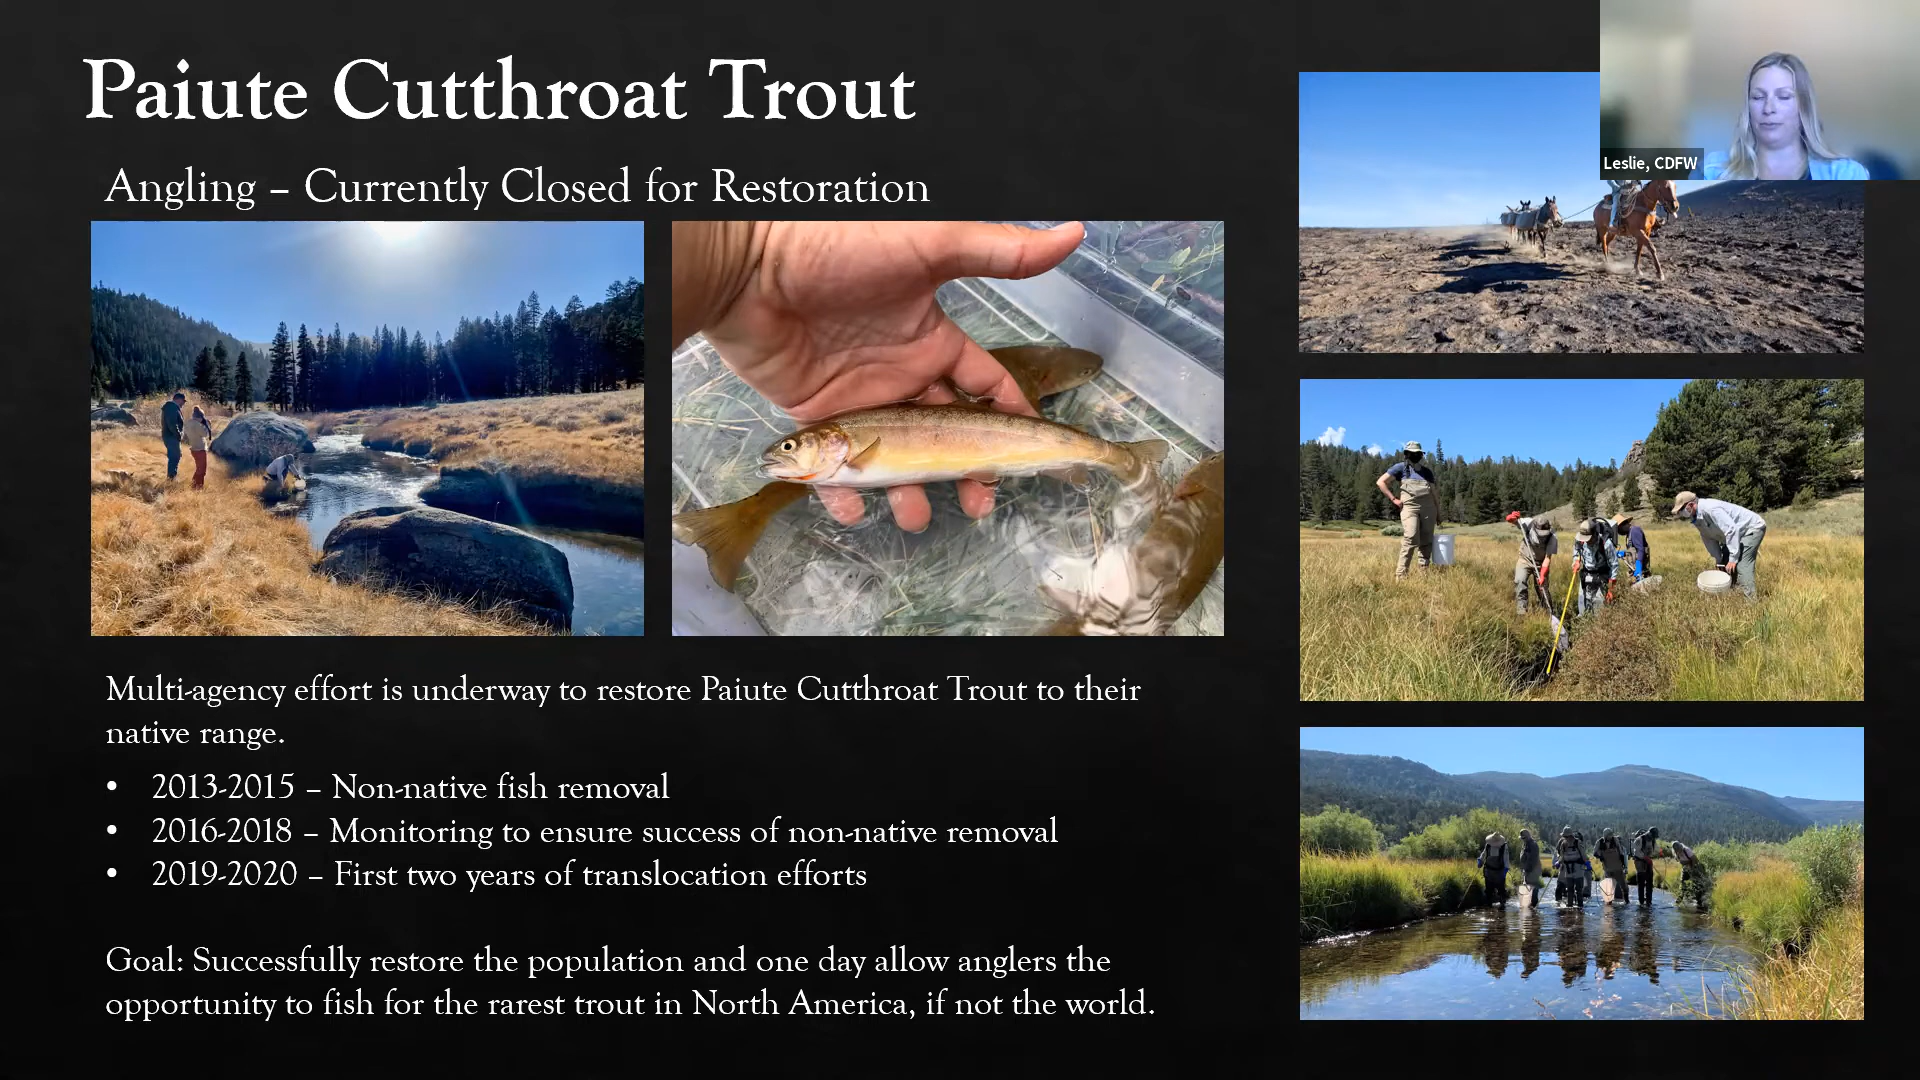 Paiute Cutthroat Trout
Leslie, CDFW
Angling – Currently Closed for Restoration
Multi-agency effort is underway to restore Paiute Cutthroat Trout to their
native range.
• 2013-2015 – Non-native fish removal
• 2016-2018 – Monitoring to ensure success of non-native removal
• 2019-2020 – First two years of translocation efforts
Goal: Successfully restore the population and one day allow anglers the
opportunity to fish for the rarest trout in North America, if not the world.